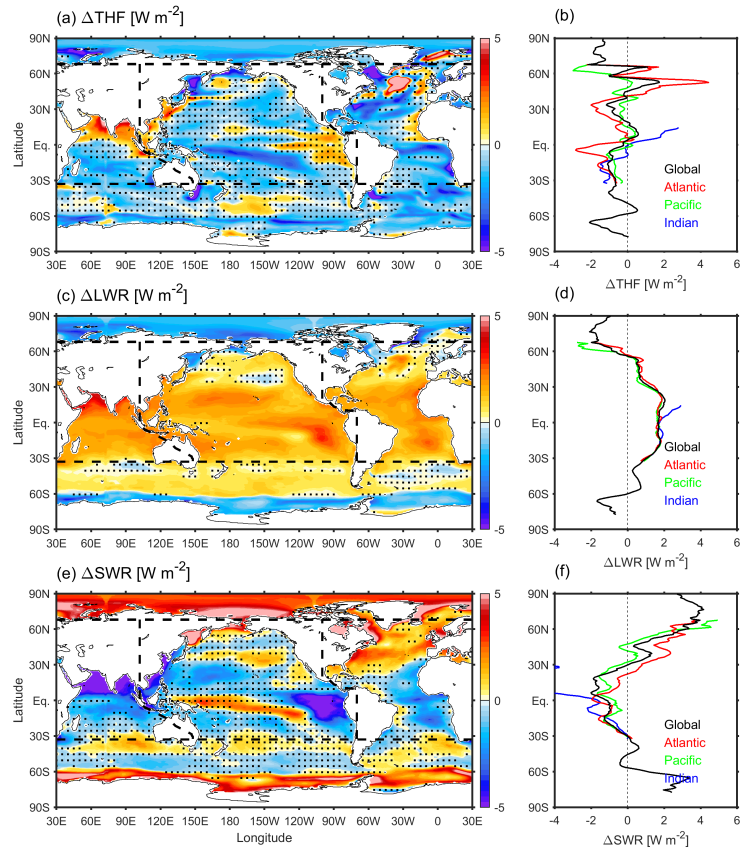 (a) ΔTHF [W m-2]
(b)
90N
60N
30N
Eq.
30S
60S
90S
Latitude
30E 60E 90E 120E 150E 180 150W 120W 90W 60W 30W 0 30E
5
0
-5
90N
60N
30N
Eq.
30S
60S
90S
Global
Atlantic
Pacific
Indian
-4 -2 0 2 4 6
ΔTHF [W m-2]
(c) ΔLWR [W m-2]
(d)
90N
60N
30N
Eq.
30S
60S
90S
Latitude
30E 60E 90E 120E 150E 180 150W 120W 90W 60W 30W 0 30E
5
0
-5
90N
60N
30N
Eq.
30S
60S
90S
Global
Atlantic
Pacific
Indian
-4 -2 0 2 4 6
ΔLWR [W m-2]
(e) ΔSWR [W m-2]
(f)
90N
60N
30N
Eq.
30S
60S
90S
Latitude
30E 60E 90E 120E 150E 180 150W 120W 90W 60W 30W 0 30E
Longitude
5
0
-5
90N
60N
30N
Eq.
30S
60S
90S
Global
Atlantic
Pacific
Indian
-4 -2 0 2 4 6
ΔSWR [W m-2]